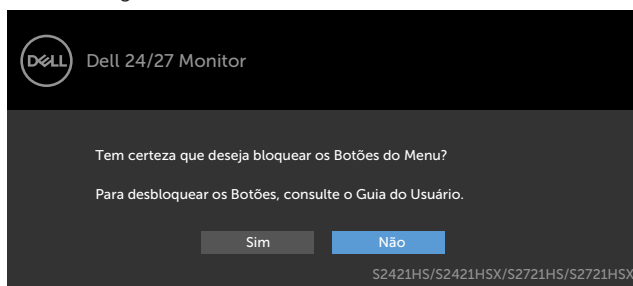 DELL
Dell 24/27 Monitor
Tem certeza que deseja bloquear os Botões do Menu?
Para desbloquear os Botões, consulte o Guia do Usuário.
Sim Não
S2421HS/S2421HSX/S2721HS/S2721HSX